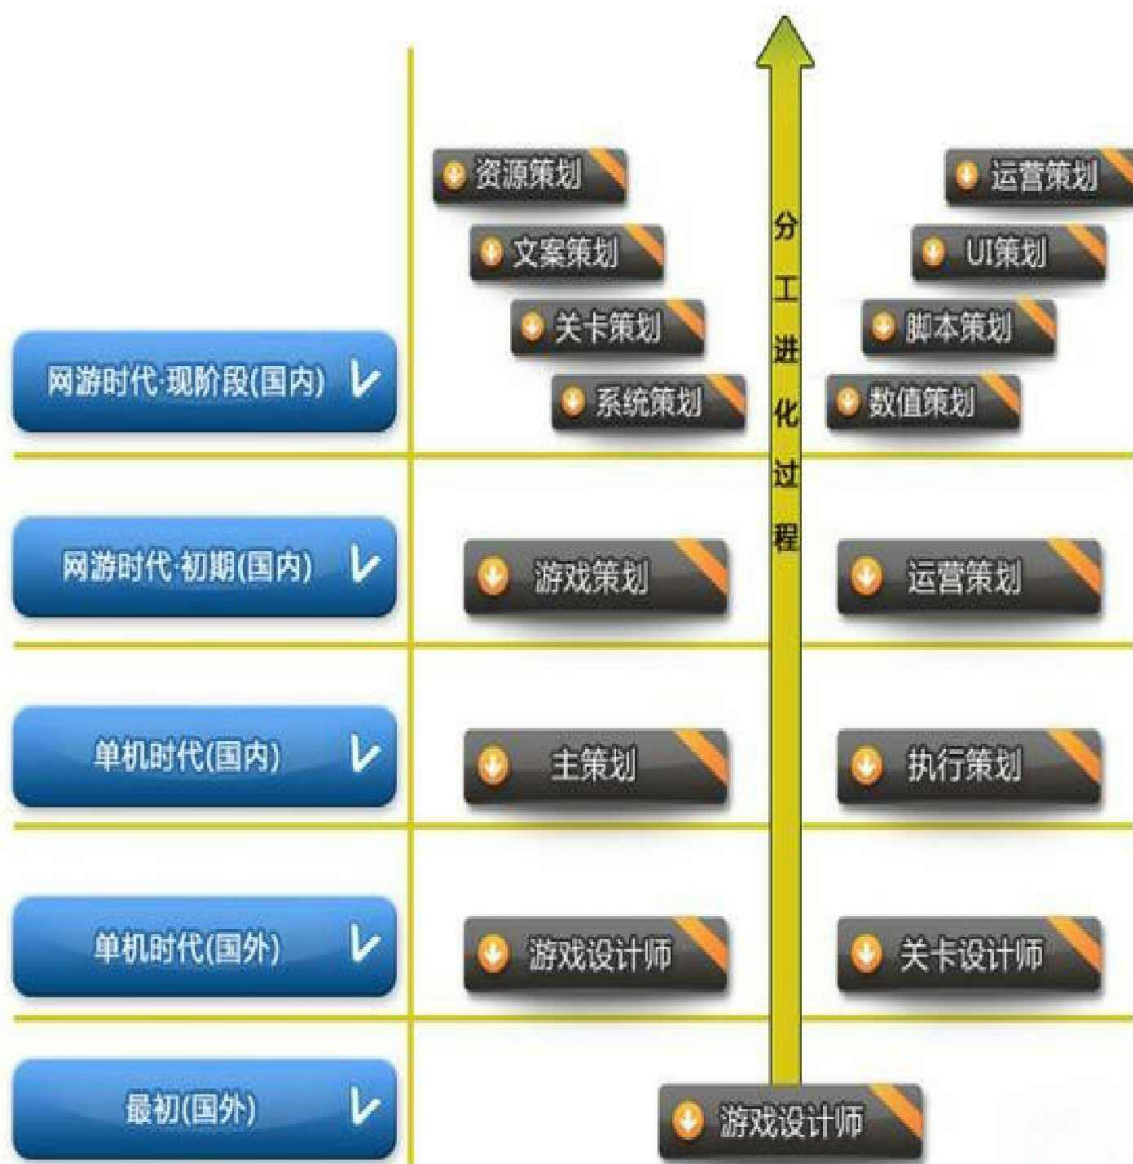 资源策划
运营策划
文案策划
UI策划
关卡策划
脚本策划
网游时代·现阶段(国内)
系统策划
数值策划
分工进化过程
网游时代·初期(国内)
游戏策划
运营策划
单机时代(国内)
主策划
执行策划
单机时代(国外)
游戏设计师
关卡设计师
最初(国外)
游戏设计师